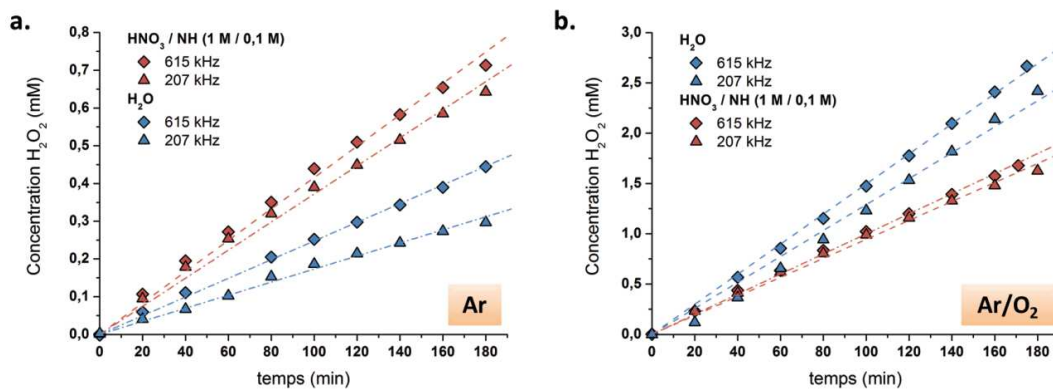 a.
HNO₃ / NH (1 M / 0,1 M)
615 kHz
207 kHz
H₂O
615 kHz
207 kHz
Concentration H₂O₂ (mM)
0,8
0,7
0,6
0,5
0,4
0,3
0,2
0,1
0,0
0 20 40 60 80 100 120 140 160 180
temps (min)
Ar
b.
H₂O
615 kHz
207 kHz
HNO₃ / NH (1 M / 0,1 M)
615 kHz
207 kHz
Concentration H₂O₂ (mM)
3,0
2,5
2,0
1,5
1,0
0,5
0,0
0 20 40 60 80 100 120 140 160 180
temps (min)
Ar/O₂